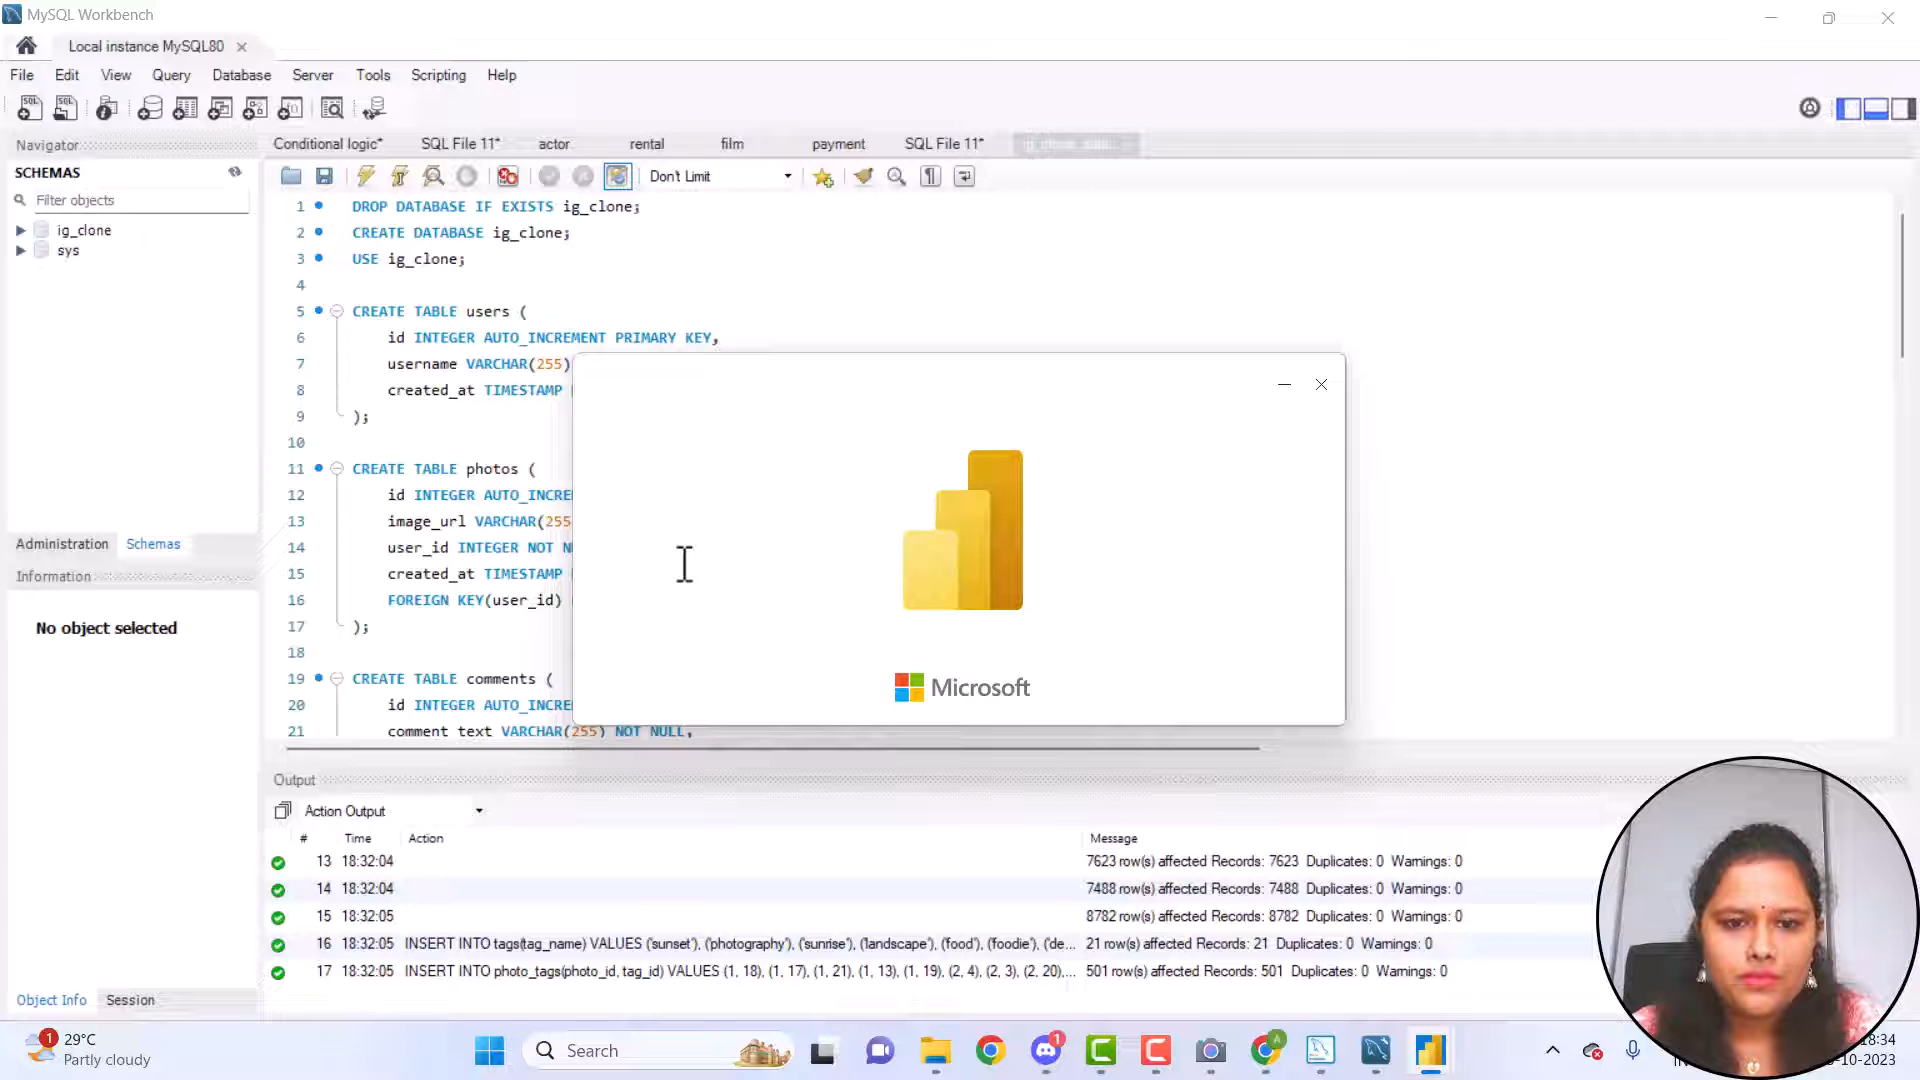 MySQL Workbench
Local instance MySQL80
File Edit View Query Database Server Tools Scripting Help
Navigator
Conditional logic* SQL File 11* actor rental film payment SQL File 11*
SCHEMAS
Don't Limit
Filter objects
ig_clone
sys
1 DROP DATABASE IF EXISTS ig_clone;
2 CREATE DATABASE ig_clone;
3 USE ig_clone;
4
5 CREATE TABLE users (
6 id INTEGER AUTO_INCREMENT PRIMARY KEY,
7 username VARCHAR(255)
8 created_at TIMESTAMP
9 );
10
11 CREATE TABLE photos (
12 id INTEGER AUTO_INCRE
13 image_url VARCHAR(255
14 user_id INTEGER NOT N
15 created_at TIMESTAMP
16 FOREIGN KEY(user_id)
17 );
18
19 CREATE TABLE comments (
20 id INTEGER AUTO_INCRE
21 comment text VARCHAR(255) NOT NULL,
Microsoft
Administration Schemas
Information
No object selected
Object Info Session
Output
Action Output
# Time Action Message
13 18:32:04 7623 row(s) affected Records: 7623 Duplicates: 0 Warnings: 0
14 18:32:04 7488 row(s) affected Records: 7488 Duplicates: 0 Warnings: 0
15 18:32:05 8782 row(s) affected Records: 8782 Duplicates: 0 Warnings: 0
16 18:32:05 INSERT INTO tags(tag_name) VALUES ('sunset'), ('photography'), ('sunrise'), ('landscape'), ('food'), ('foodie'), ('de... 21 row(s) affected Records: 21 Duplicates: 0 Warnings: 0
17 18:32:05 INSERT INTO photo_tags(photo_id, tag_id) VALUES (1, 18), (1, 17), (1, 21), (1, 13), (1, 19), (2, 4), (2, 3), (2, 20),... 501 row(s) affected Records: 501 Duplicates: 0 Warnings: 0
1
29°C
Partly cloudy
Search
1
A
18:34
-10-2023